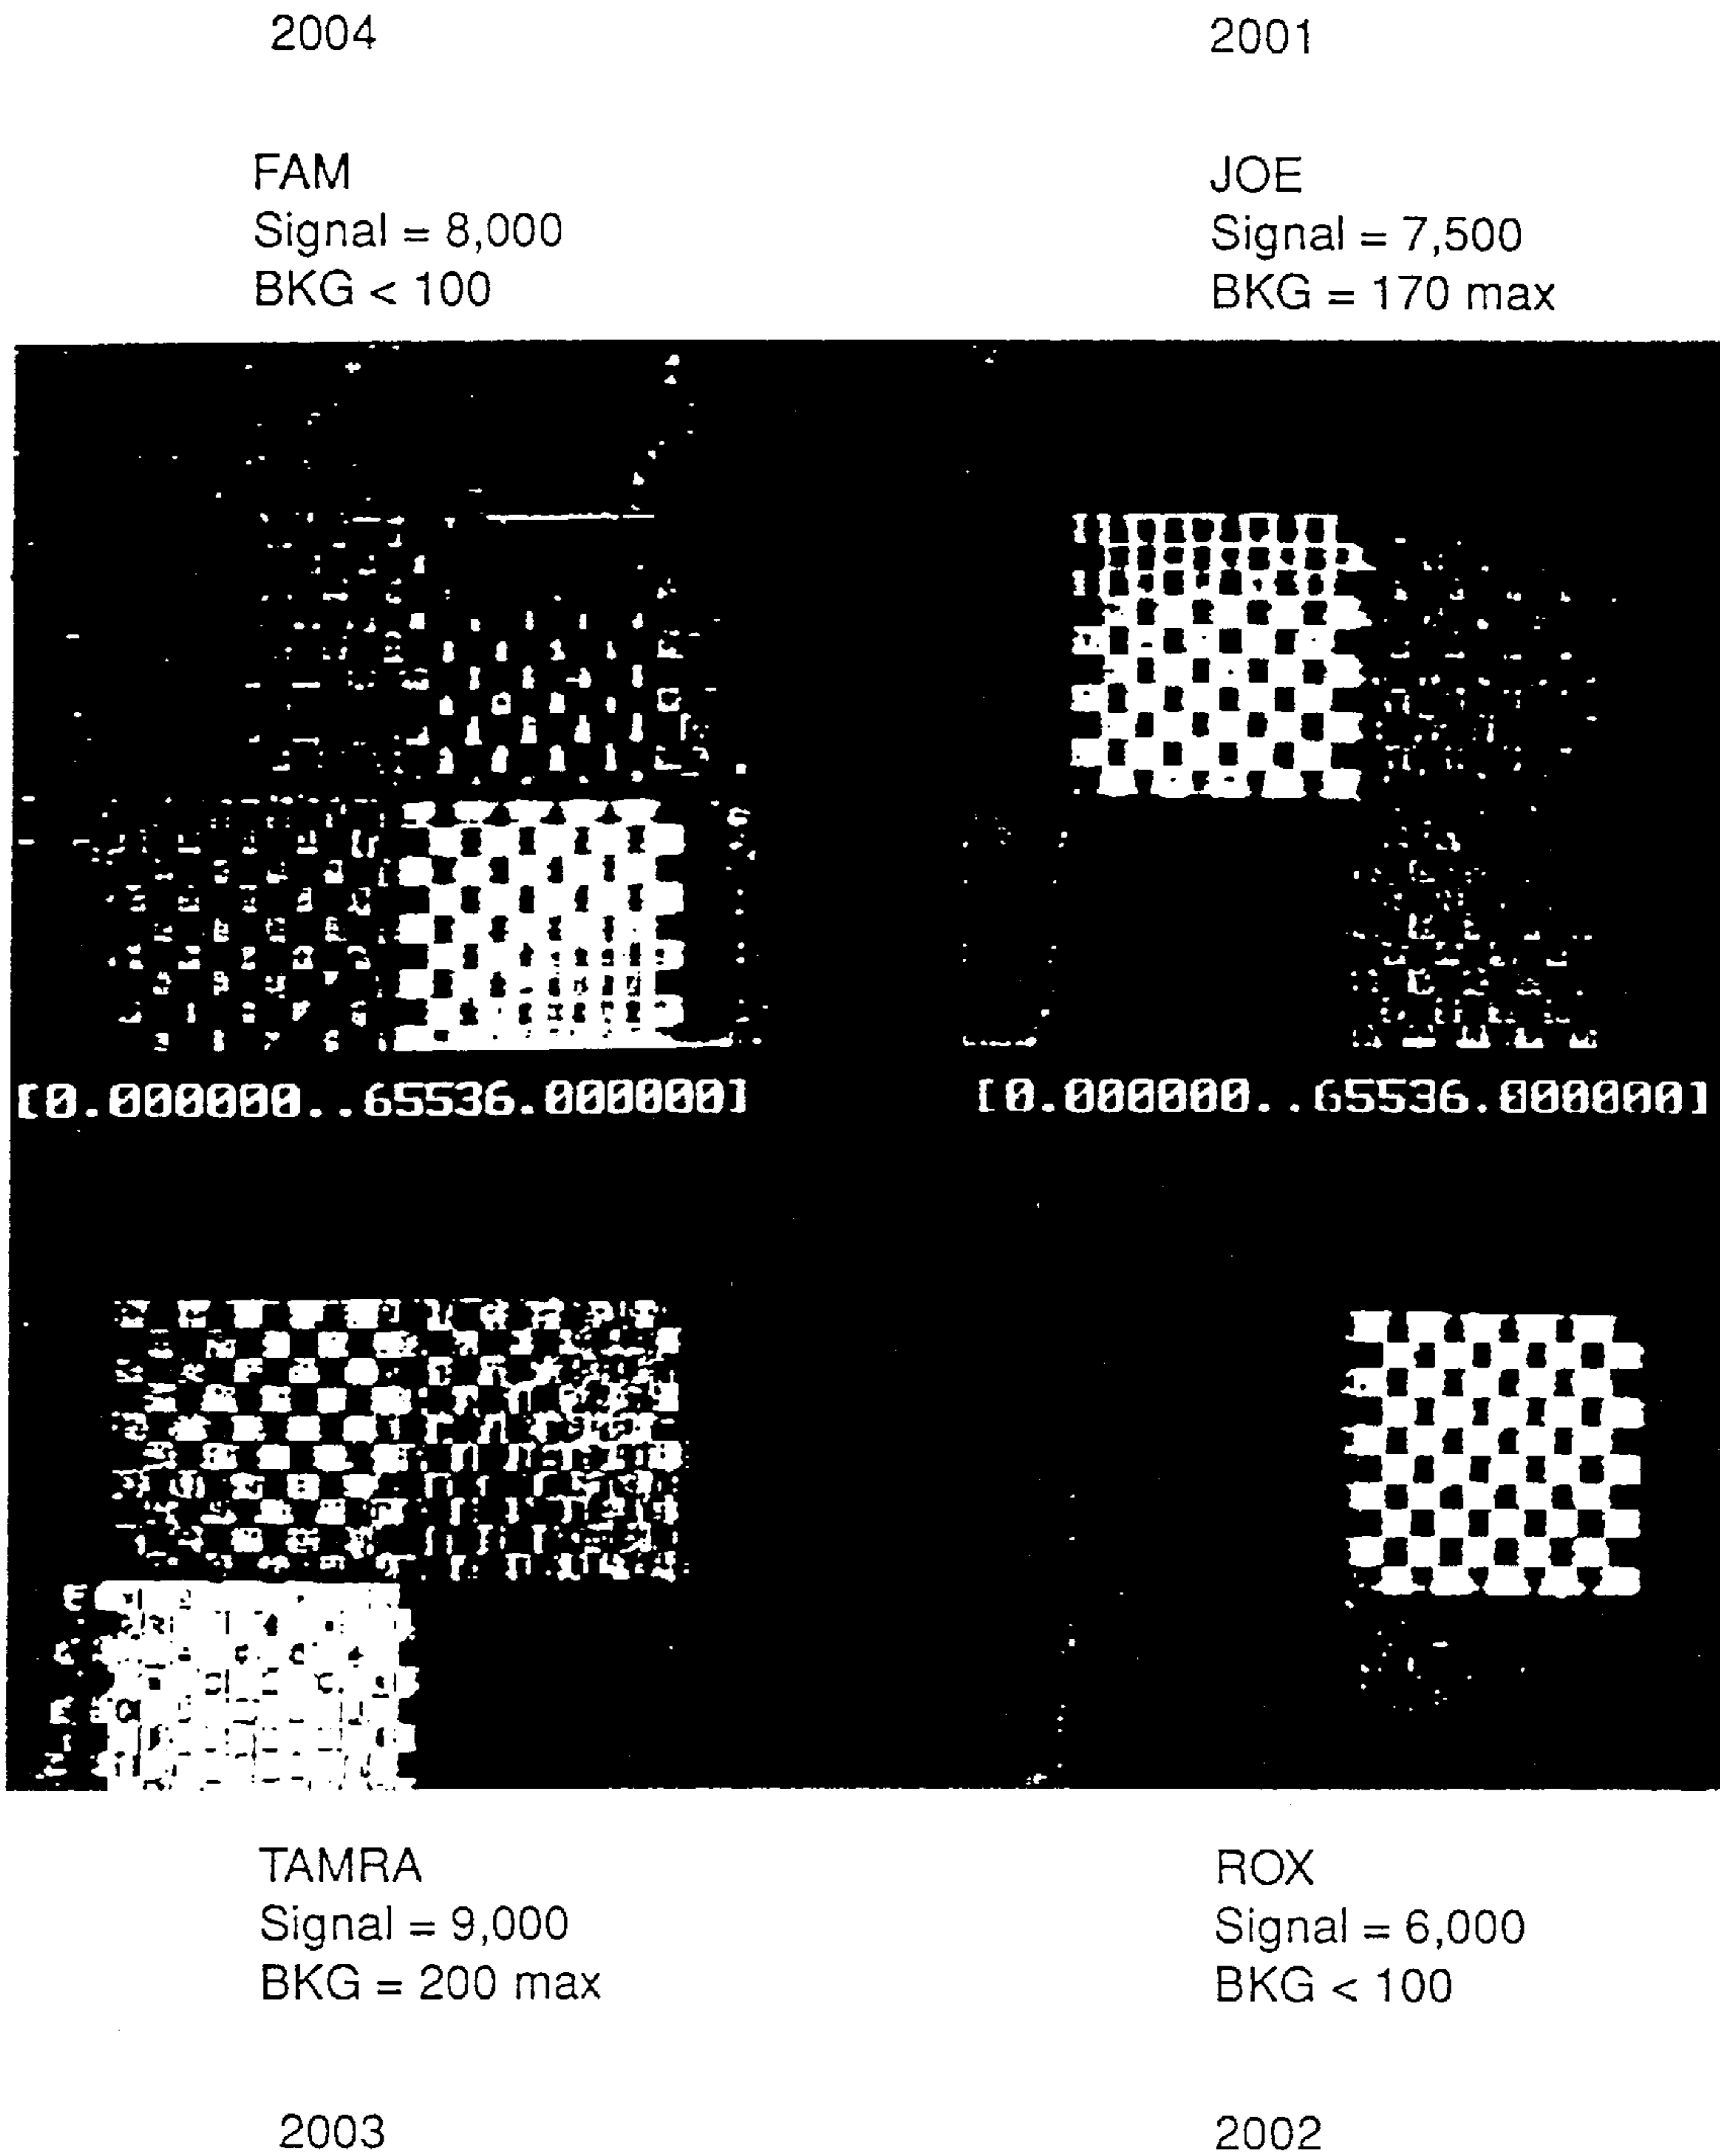 2004
2001
FAM
Signal = 8,000
BKG < 100
JOE
Signal = 7,500
BKG = 170 max
[0.000000..65536.000000]
[0.000000..65536.000000]
TAMRA
Signal = 9,000
BKG = 200 max
ROX
Signal = 6,000
BKG < 100
2003
2002